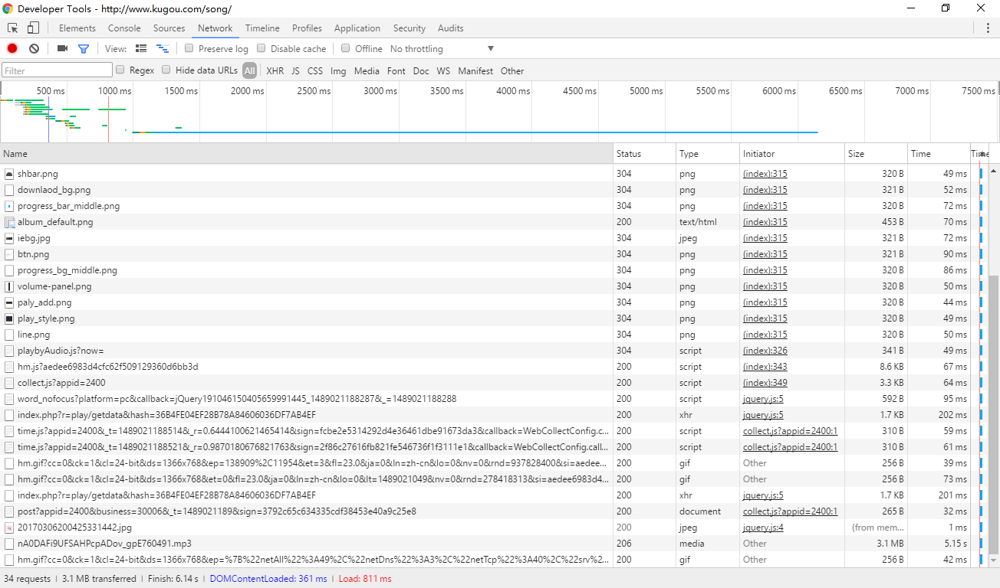 Developer Tools - http://www.kugou.com/song/
Elements Console Sources Network Timeline Profiles Application Security Audits
View: Preserve log Disable cache Offline No throttling
Filter Regex Hide data URLs All XHR JS CSS Img Media Font Doc WS Manifest Other
500 ms 1000 ms 1500 ms 2000 ms 2500 ms 3000 ms 3500 ms 4000 ms 4500 ms 5000 ms 5500 ms 6000 ms 6500 ms 7000 ms 7500 ms
Name Status Type Initiator Size Time Time
shbar.png 304 png (index):315 320 B 49 ms
downlaod_bg.png 304 png (index):315 321 B 52 ms
progress_bar_middle.png 304 png (index):315 320 B 72 ms
album_default.png 200 text/html (index):315 453 B 70 ms
iebg.jpg 304 jpeg (index):315 321 B 72 ms
btn.png 304 png (index):315 321 B 90 ms
progress_bg_middle.png 304 png (index):315 320 B 86 ms
volume-panel.png 304 png (index):315 321 B 50 ms
paly_add.png 304 png (index):315 320 B 44 ms
play_style.png 304 png (index):315 320 B 49 ms
line.png 304 png (index):315 320 B 50 ms
playbyAudio.js?now= 304 script (index):326 341 B 49 ms
hm.js?aedee6983d4cfc62f509129360d6bb3d 200 script (index):343 8.6 KB 67 ms
collect.js?appid=2400 200 script (index):349 3.3 KB 64 ms
word_nofocus?platform=pc&callback=jQuery191046150405659991445_1489021188287&_=1489021188288 200 script jquery.js:5 592 B 95 ms
index.php?r=play/getdata&hash=36B4FE04EF28B78A84606036DF7AB4EF 200 xhr jquery.js:5 1.7 KB 202 ms
time.js?appid=2400&_t=1489021188514&_r=0.6444100621465414&sign=fcbe2e5314292d4e36461dbe91673da3&callback=WebCollectConfig.c... 200 script collect.js?appid=2400:1 310 B 59 ms
time.js?appid=2400&_t=1489021188521&_r=0.9870180676821763&sign=2f86c27616fb821fe546736f1f3111e1&callback=WebCollectConfig.call... 200 script collect.js?appid=2400:1 310 B 61 ms
hm.gif?cc=0&ck=1&cl=24-bit&ds=1366x768&ep=138909%2C11954&et=3&fl=23.0&ja=0&ln=zh-cn&lo=0&nv=0&rnd=937828400&si=aedee... 200 gif Other 256 B 39 ms
hm.gif?cc=0&ck=1&cl=24-bit&ds=1366x768&et=0&fl=23.0&ja=0&ln=zh-cn&lo=0&lt=1489021049&nv=0&rnd=278418313&si=aedee6983d4... 200 gif Other 256 B 73 ms
index.php?r=play/getdata&hash=36B4FE04EF28B78A84606036DF7AB4EF 200 xhr jquery.js:5 1.7 KB 201 ms
post?appid=2400&business=30006&_t=1489021189&sign=3792c65c634335cdf38453e40a9c25e8 200 document collect.js?appid=2400:1 265 B 32 ms
20170306200425331442.jpg 200 jpeg jquery.js:4 (from mem... 1 ms
nA0DAFi9UFSAHPcpADov_gpE760491.mp3 206 media Other 3.1 MB 5.15 s
hm.gif?cc=0&ck=1&cl=24-bit&ds=1366x768&ep=%7B%22netAll%22%3A49%2C%22netDns%22%3A3%2C%22netTcp%22%3A40%2C%22srv%2... 200 gif Other 256 B 42 ms
34 requests | 3.1 MB transferred | Finish: 6.14 s | DOMContentLoaded: 361 ms | Load: 811 ms